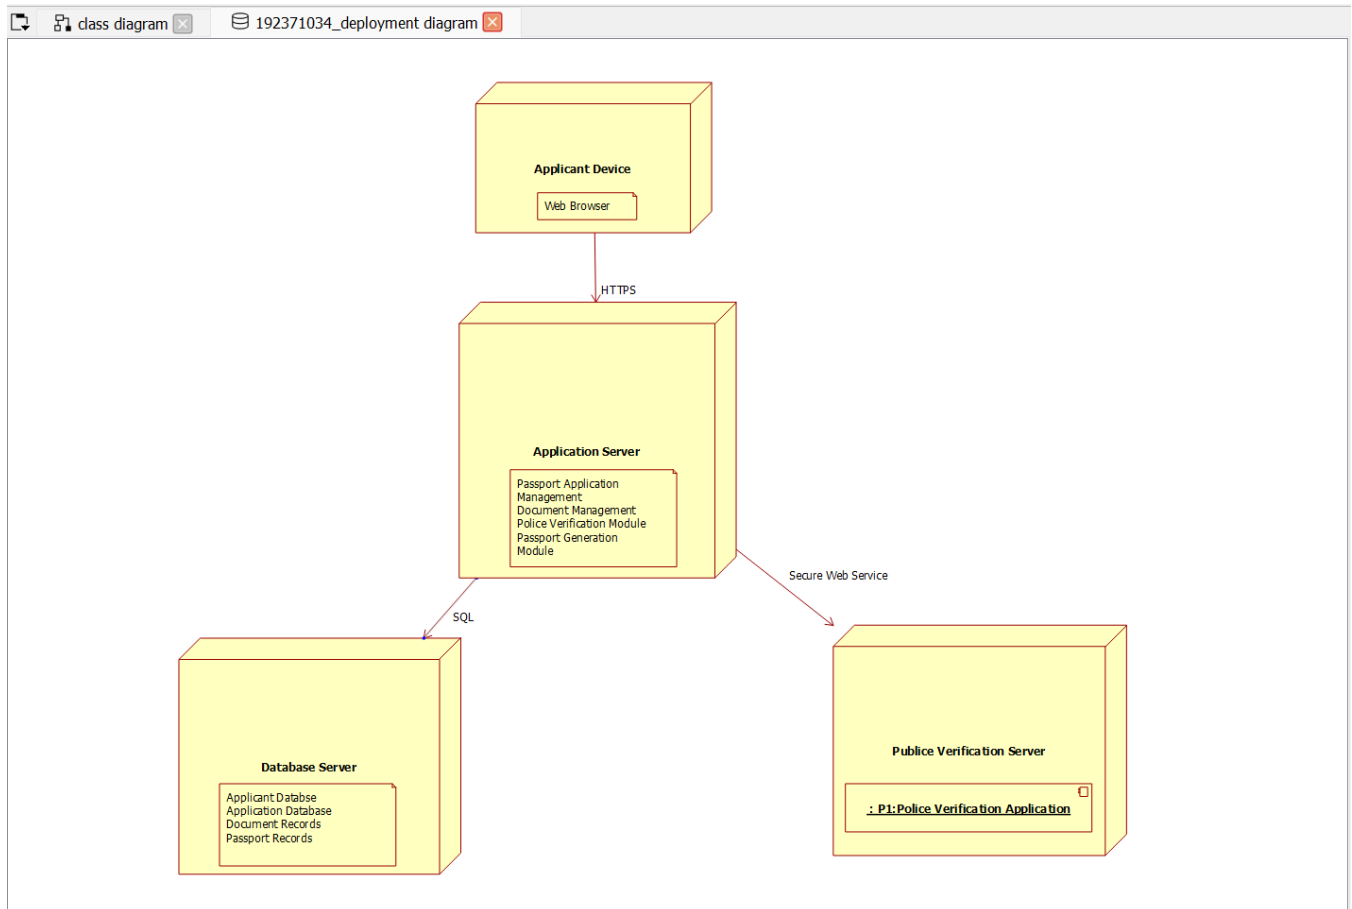 class diagram
192371034_deployment diagram
Applicant Device
Web Browser
HTTPS
Application Server
Passport Application
Management
Document Management
Police Verification Module
Passport Generation
Module
Secure Web Service
SQL
Database Server
Applicant Databse
Application Database
Document Records
Passport Records
Publice Verification Server
: P1:Police Verification Application